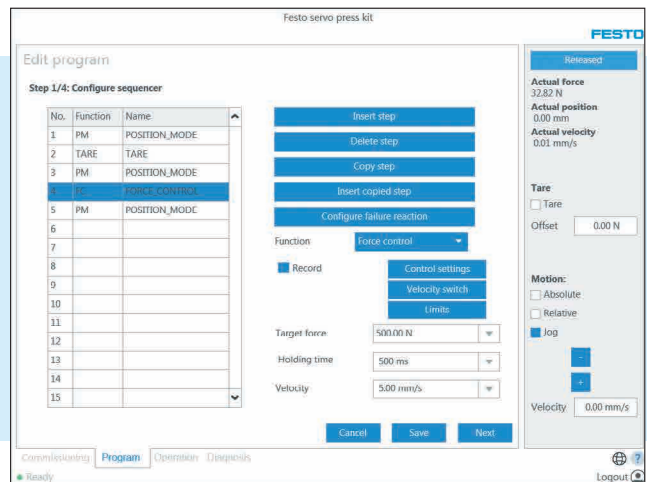 Festo servo press kit
FESTO
Edit program
Step 1/4: Configure sequencer
No. Function Name
1 PM POSITION_MODE
2 TARE TARE
3 PM POSITION_MODE
4 FC FORCE_CONTROL
5 PM POSITION_MODE
6
7
8
9
10
11
12
13
14
15
Insert step
Delete step
Copy step
Insert copied step
Configure failure reaction
Function Force control
Record
Control settings
Velocity switch
Limits
Target force 500.00 N
Holding time 500 ms
Velocity 5.00 mm/s
Cancel Save Next
Released
Actual force
32.82 N
Actual position
0.00 mm
Actual velocity
0.01 mm/s
Tare
Tare
Offset 0.00 N
Motion:
Absolute
Relative
Jog
-
+
Velocity 0.00 mm/s
Commissioning Program Operation Diagnosis
?
Ready
Logout